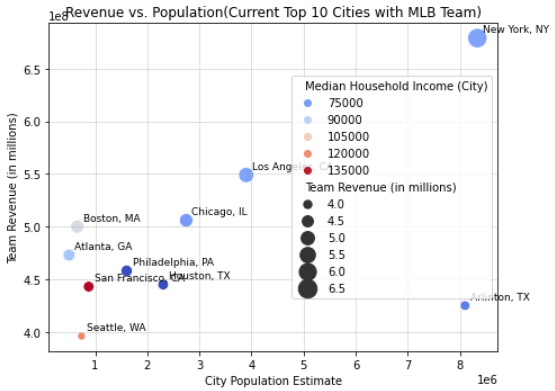 Revenue vs. Population(Current Top 10 Cities with MLB Team)
1e8
New York, NY
6.5
6.0
5.5
5.0
4.5
4.0
Team Revenue (in millions)
Median Household Income (City)
75000
90000
105000
120000
135000
Team Revenue (in millions)
4.0
4.5
5.0
5.5
6.0
6.5
Los Angeles, CA
Chicago, IL
Boston, MA
Atlanta, GA
Philadelphia, PA
San Francisco, CA
Houston, TX
Arlinton, TX
Seattle, WA
1
2
3
4
5
6
7
8
1e6
City Population Estimate